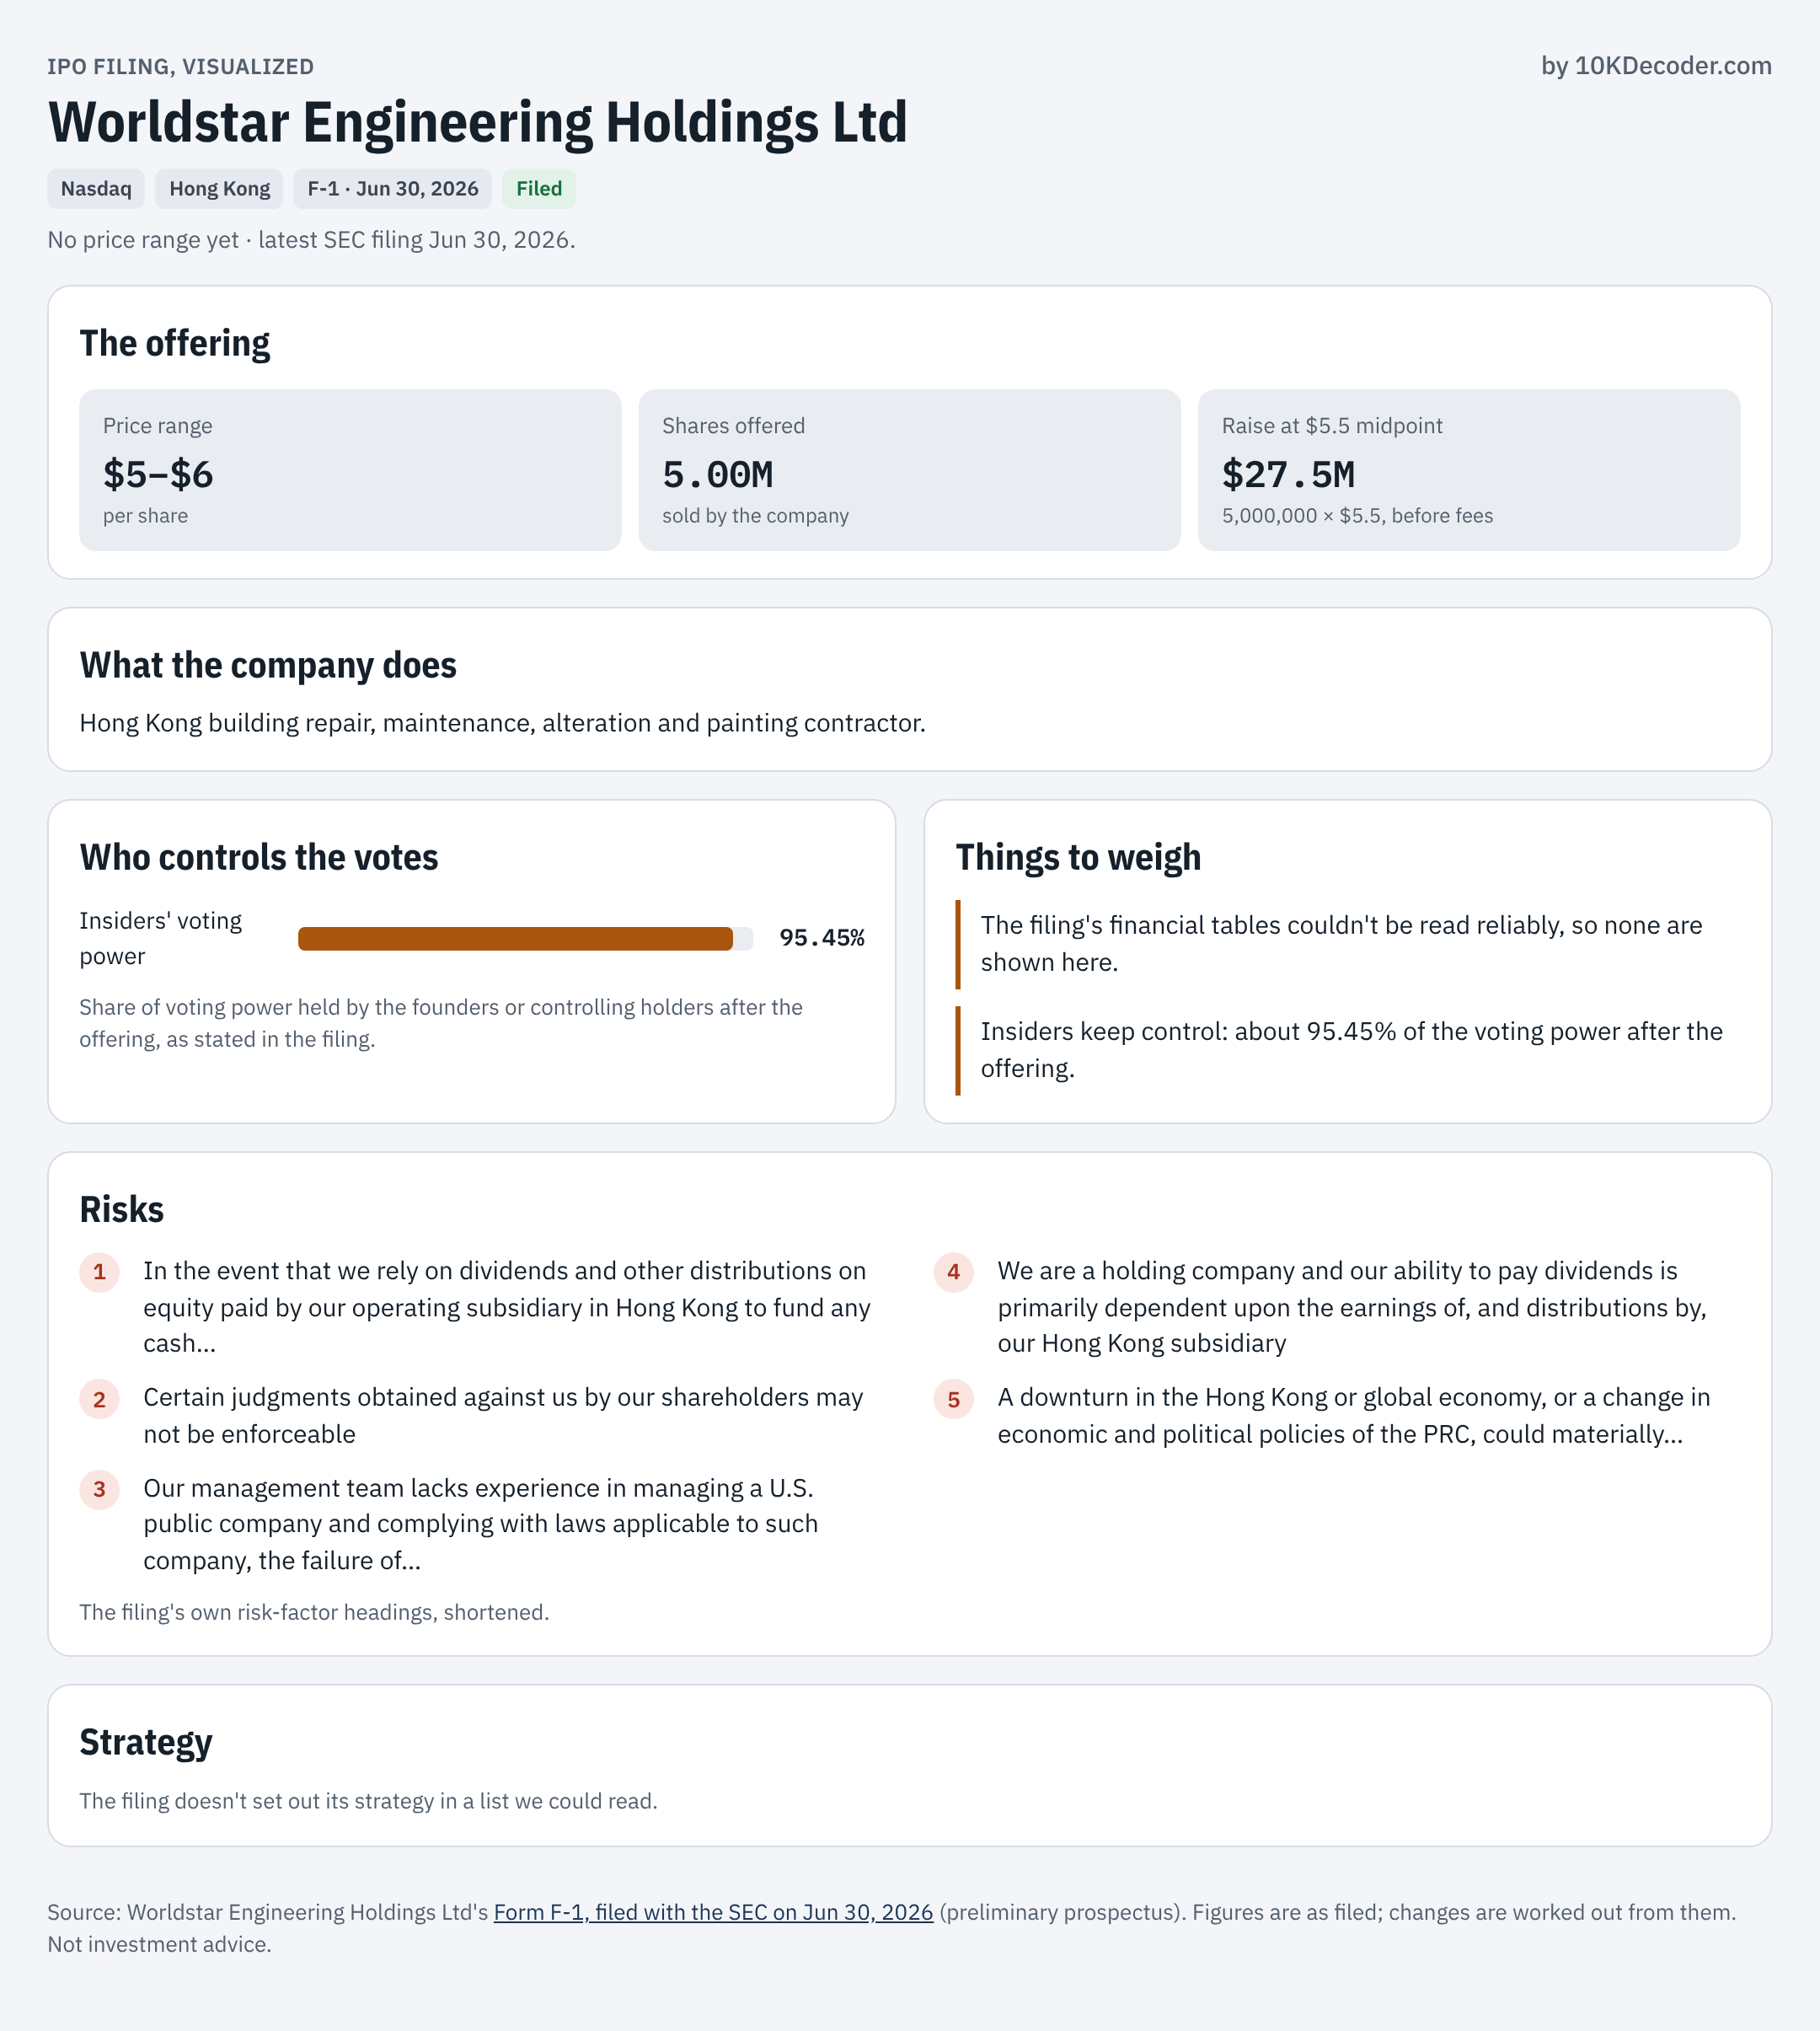 IPO FILING, VISUALIZED
by 10KDecoder.com
Worldstar Engineering Holdings Ltd
Nasdaq
Hong Kong
F-1 · Jun 30, 2026
Filed
No price range yet · latest SEC filing Jun 30, 2026.
The offering
Price range
$5–$6
per share
Shares offered
5.00M
sold by the company
Raise at $5.5 midpoint
$27.5M
5,000,000 × $5.5, before fees
What the company does
Hong Kong building repair, maintenance, alteration and painting contractor.
Who controls the votes
Insiders' voting
power
95.45%
Share of voting power held by the founders or controlling holders after the
offering, as stated in the filing.
Things to weigh
The filing's financial tables couldn't be read reliably, so none are
shown here.
Insiders keep control: about 95.45% of the voting power after the
offering.
Risks
1
In the event that we rely on dividends and other distributions on
equity paid by our operating subsidiary in Hong Kong to fund any
cash...
2
Certain judgments obtained against us by our shareholders may
not be enforceable
3
Our management team lacks experience in managing a U.S.
public company and complying with laws applicable to such
company, the failure of...
4
We are a holding company and our ability to pay dividends is
primarily dependent upon the earnings of, and distributions by,
our Hong Kong subsidiary
5
A downturn in the Hong Kong or global economy, or a change in
economic and political policies of the PRC, could materially...
The filing's own risk-factor headings, shortened.
Strategy
The filing doesn't set out its strategy in a list we could read.
Source: Worldstar Engineering Holdings Ltd's Form F-1, filed with the SEC on Jun 30, 2026 (preliminary prospectus). Figures are as filed; changes are worked out from them.
Not investment advice.